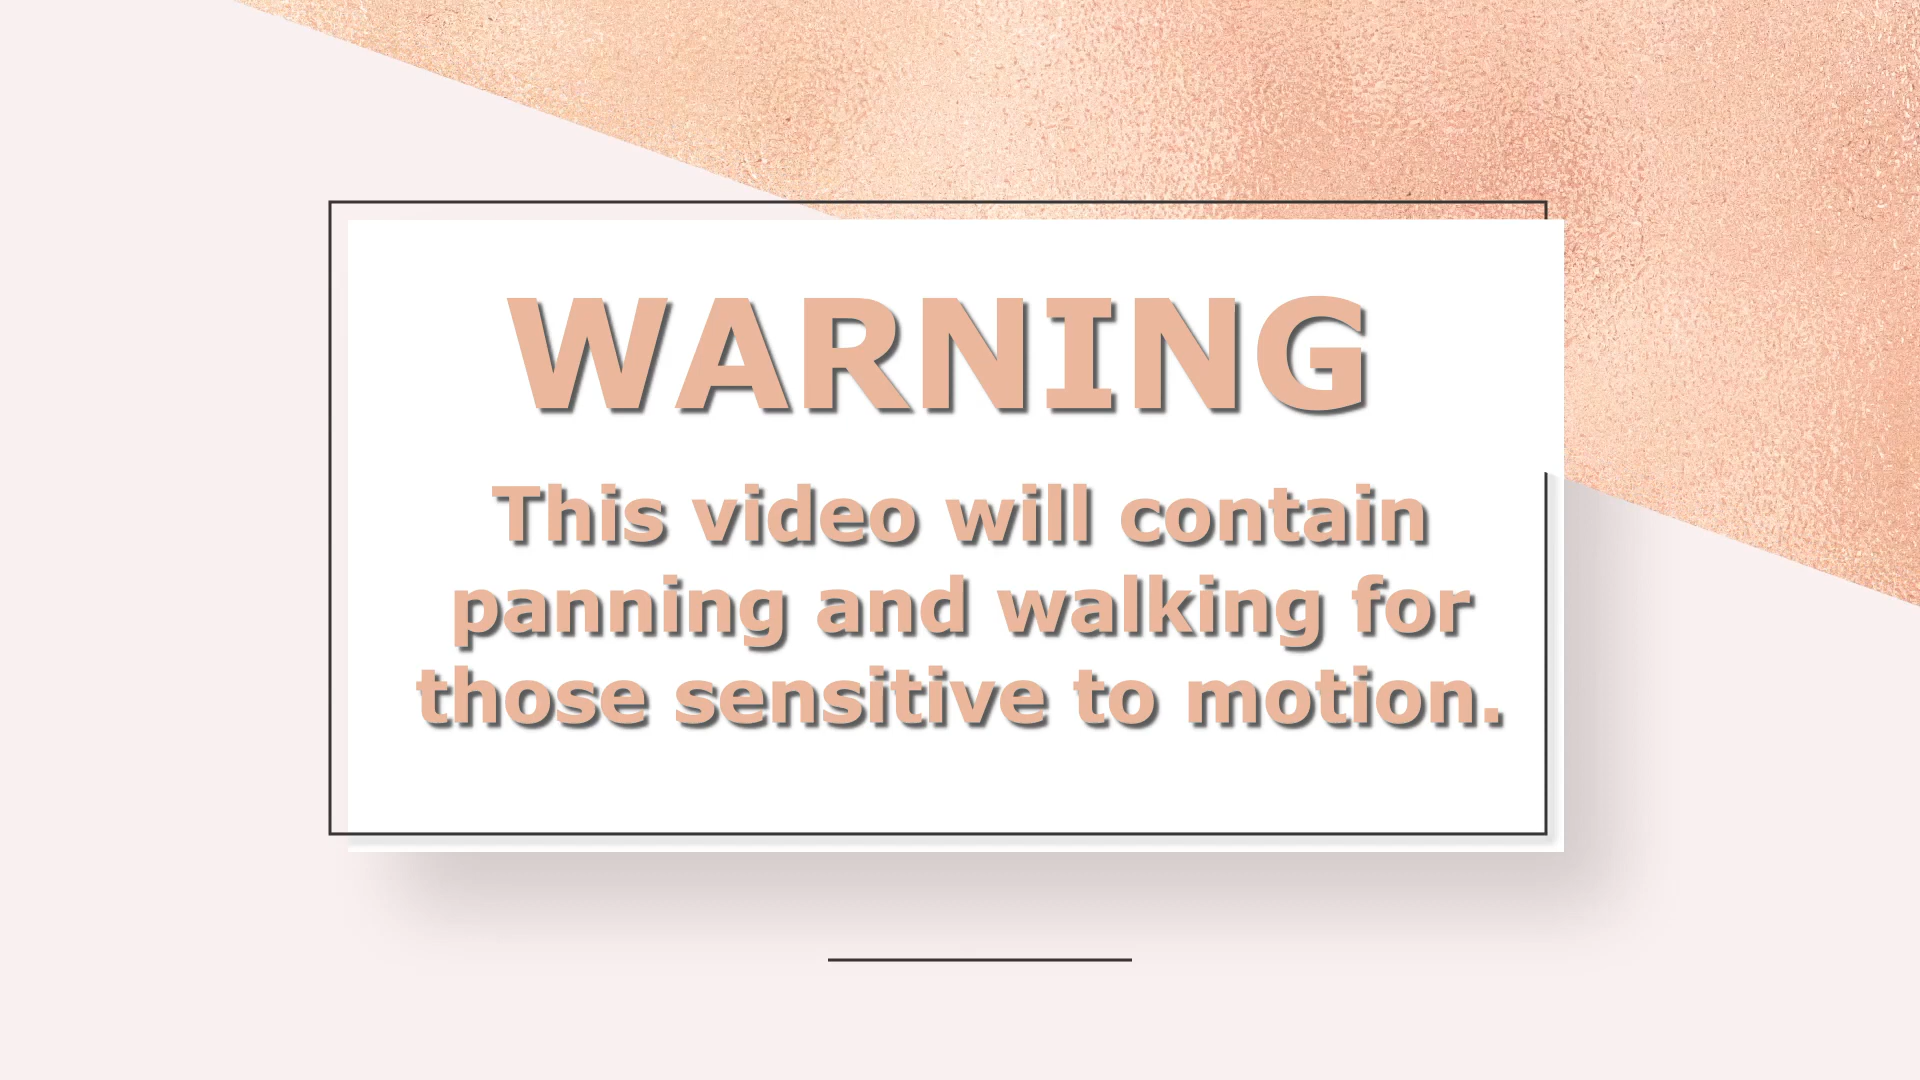 WARNING
This video will contain
panning and walking for
those sensitive to motion.